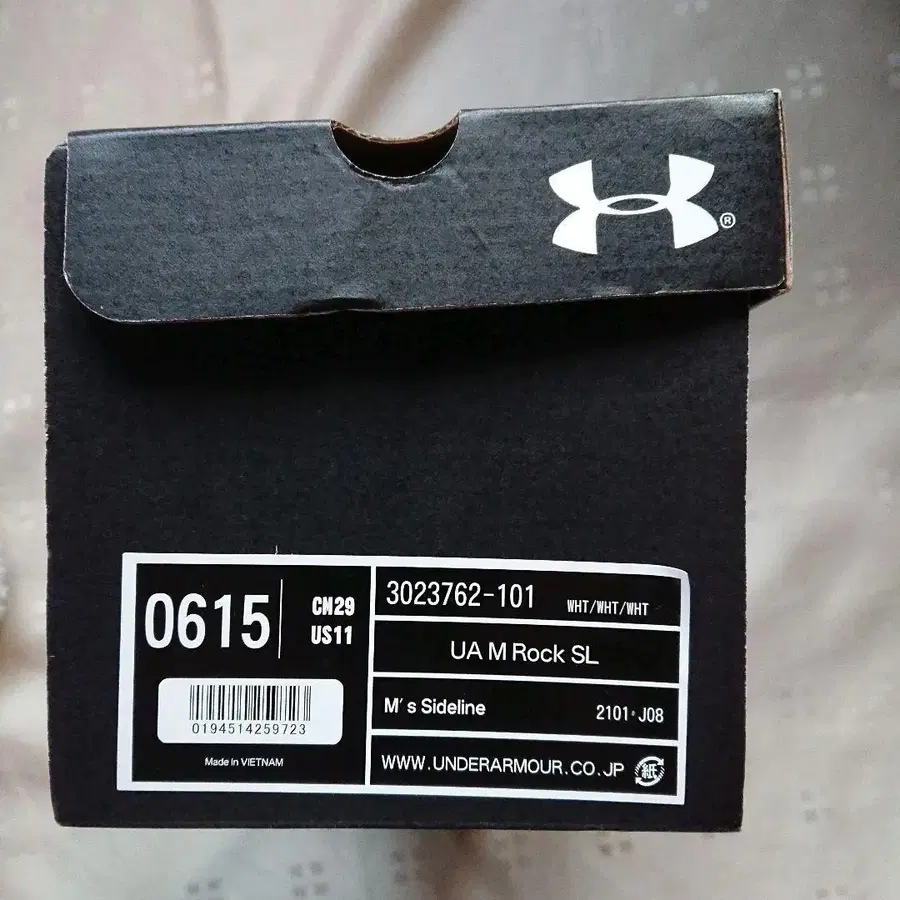 ®
0615
CM29
US11
0194514259723
Made in VIETNAM
3023762-101 WHT/WHT/WHT
UA M Rock SL
M's Sideline 2101·J08
WWW.UNDERARMOUR.CO.JP
紙